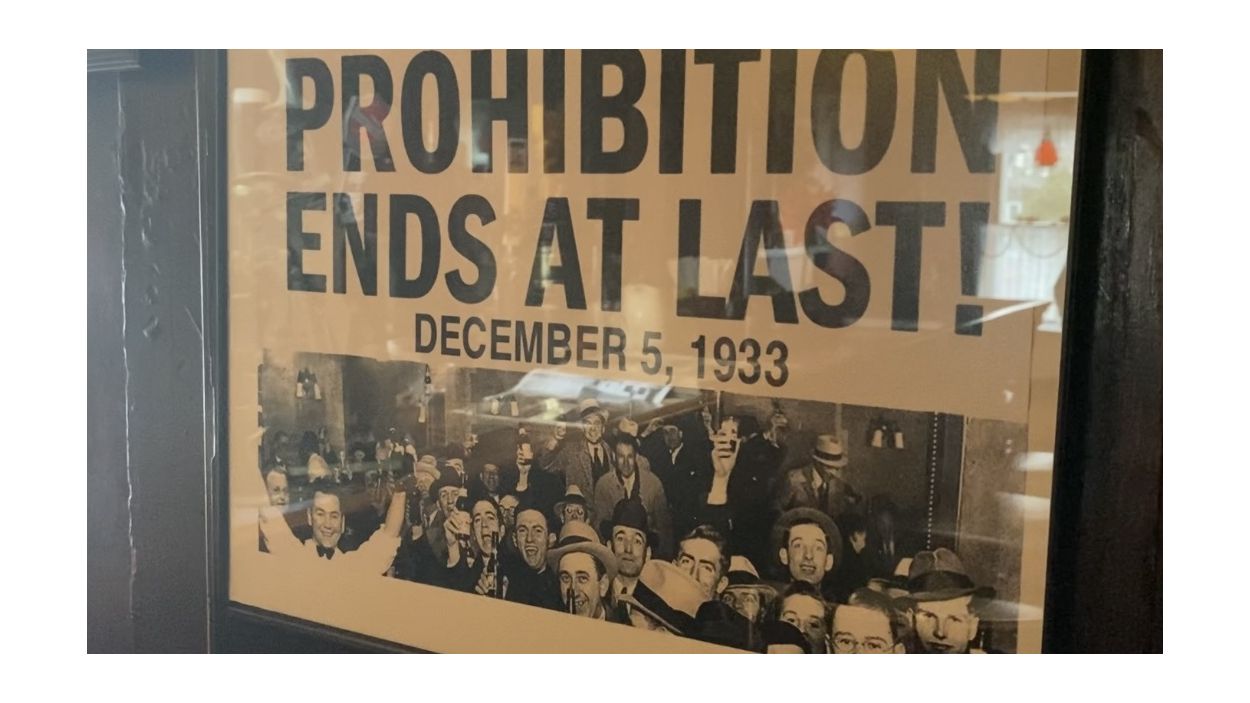 PROHIBITION
ENDS AT LAST!
DECEMBER 5, 1933